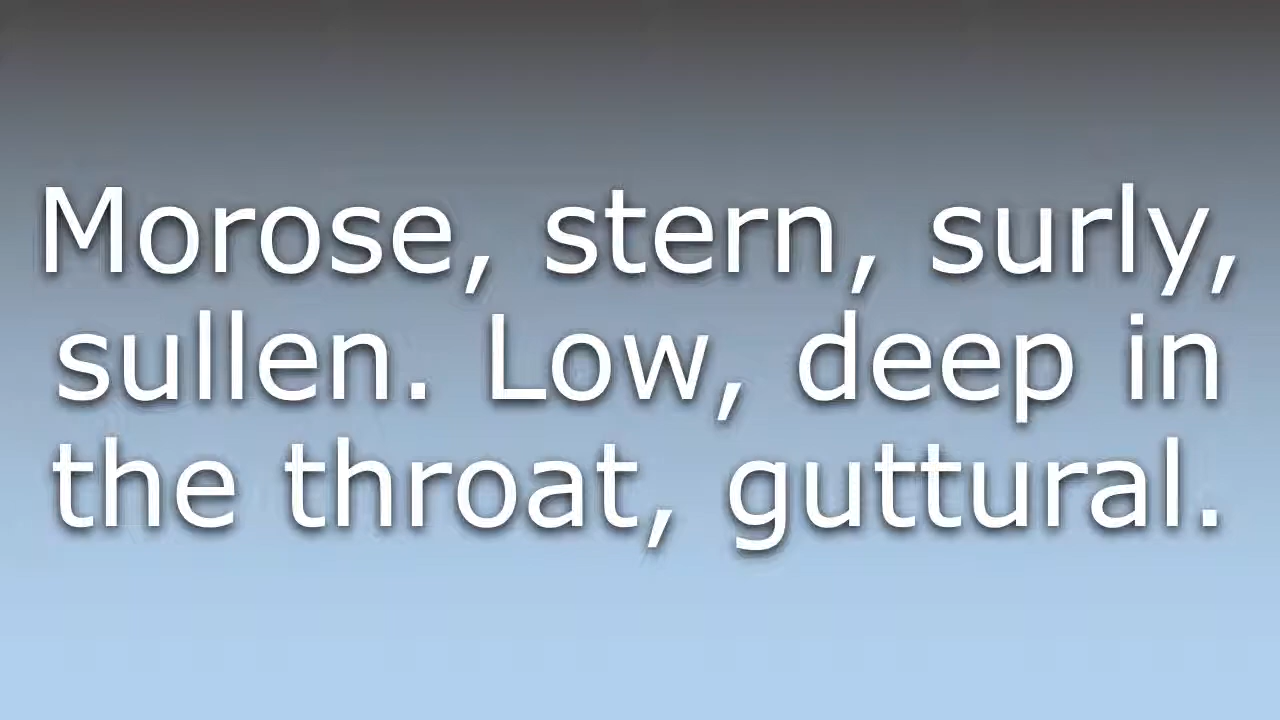 Morose, stern, surly,
sullen. Low, deep in
the throat, guttural.